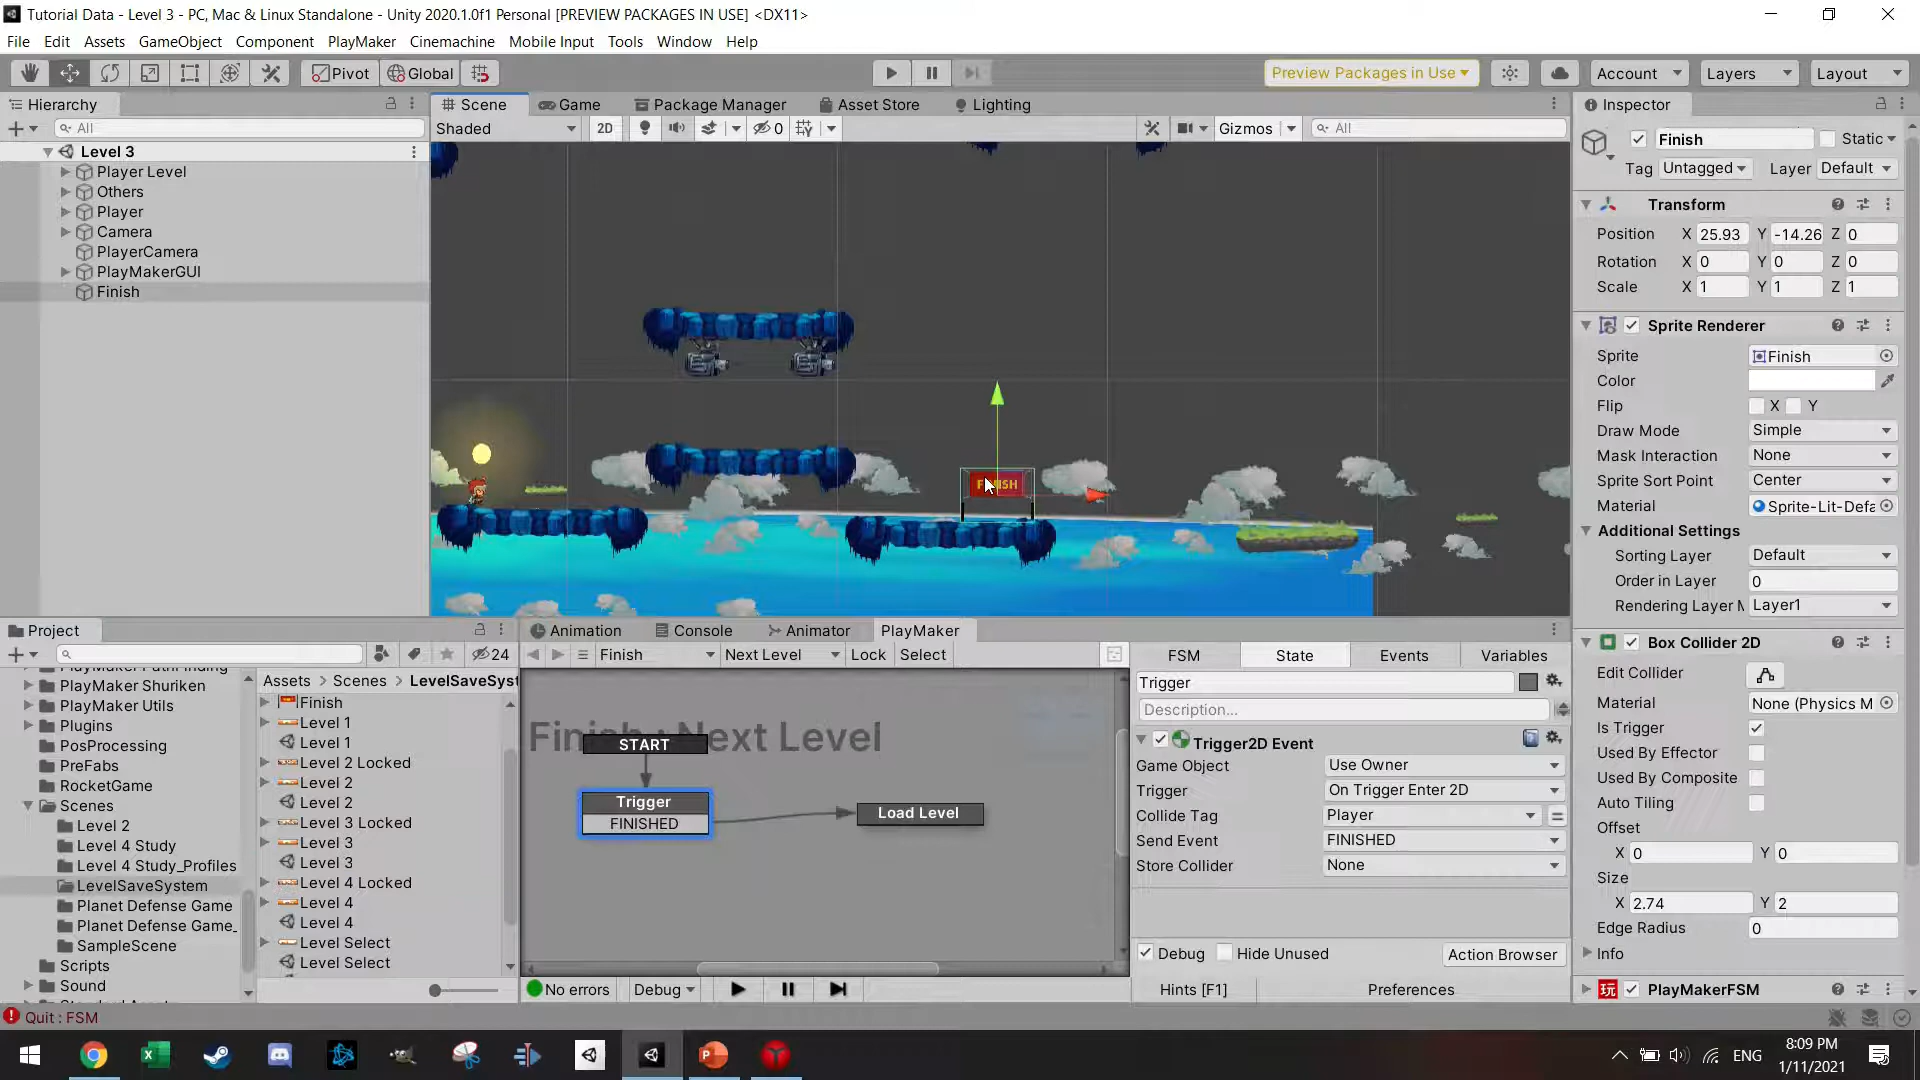 Tutorial Data - Level 3 - PC, Mac & Linux Standalone - Unity 2020.1.0f1 Personal [PREVIEW PACKAGES IN USE] <DX11>
File Edit Assets GameObject Component PlayMaker Cinemachine Mobile Input Tools Window Help
Pivot Global Preview Packages in Use Account Layers Layout
Hierarchy
All
Level 3
Player Level
Others
Player
Camera
PlayerCamera
PlayMakerGUI
Finish
Scene Game Package Manager Asset Store Lighting
Shaded 2D 0 Gizmos All
FINISH
Inspector
Finish Static
Tag Untagged Layer Default
Transform
Position X 25.93 Y -14.26 Z 0
Rotation X 0 Y 0 Z 0
Scale X 1 Y 1 Z 1
Sprite Renderer
Sprite Finish
Color
Flip X Y
Draw Mode Simple
Mask Interaction None
Sprite Sort Point Center
Material Sprite-Lit-Defa
Additional Settings
Sorting Layer Default
Order in Layer 0
Rendering Layer M Layer1
Box Collider 2D
Edit Collider
Material None (Physics M
Is Trigger
Used By Effector
Used By Composite
Auto Tiling
Offset
X 0 Y 0
Size
X 2.74 Y 2
Edge Radius 0
Info
PlayMakerFSM
Project
24
PlayMaker PathFinding
PlayMaker Shuriken
PlayMaker Utils
Plugins
PosProcessing
PreFabs
RocketGame
Scenes
Level 2
Level 4 Study
Level 4 Study_Profiles
LevelSaveSystem
Planet Defense Game
Planet Defense Game_
SampleScene
Scripts
Sound
Assets Scenes LevelSaveSyst
Finish
Level 1
Level 1
Level 2 Locked
Level 2
Level 2
Level 3 Locked
Level 3
Level 3
Level 4 Locked
Level 4
Level 4
Level Select
Level Select
Animation Console Animator PlayMaker
Finish Next Level Lock Select
Finish : Next Level
START
Trigger
FINISHED
Load Level
No errors Debug
FSM State Events Variables
Trigger
Description...
Trigger2D Event
Game Object Use Owner
Trigger On Trigger Enter 2D
Collide Tag Player
Send Event FINISHED
Store Collider None
Debug Hide Unused Action Browser
Hints [F1] Preferences
Quit : FSM
ENG
8:09 PM
1/11/2021